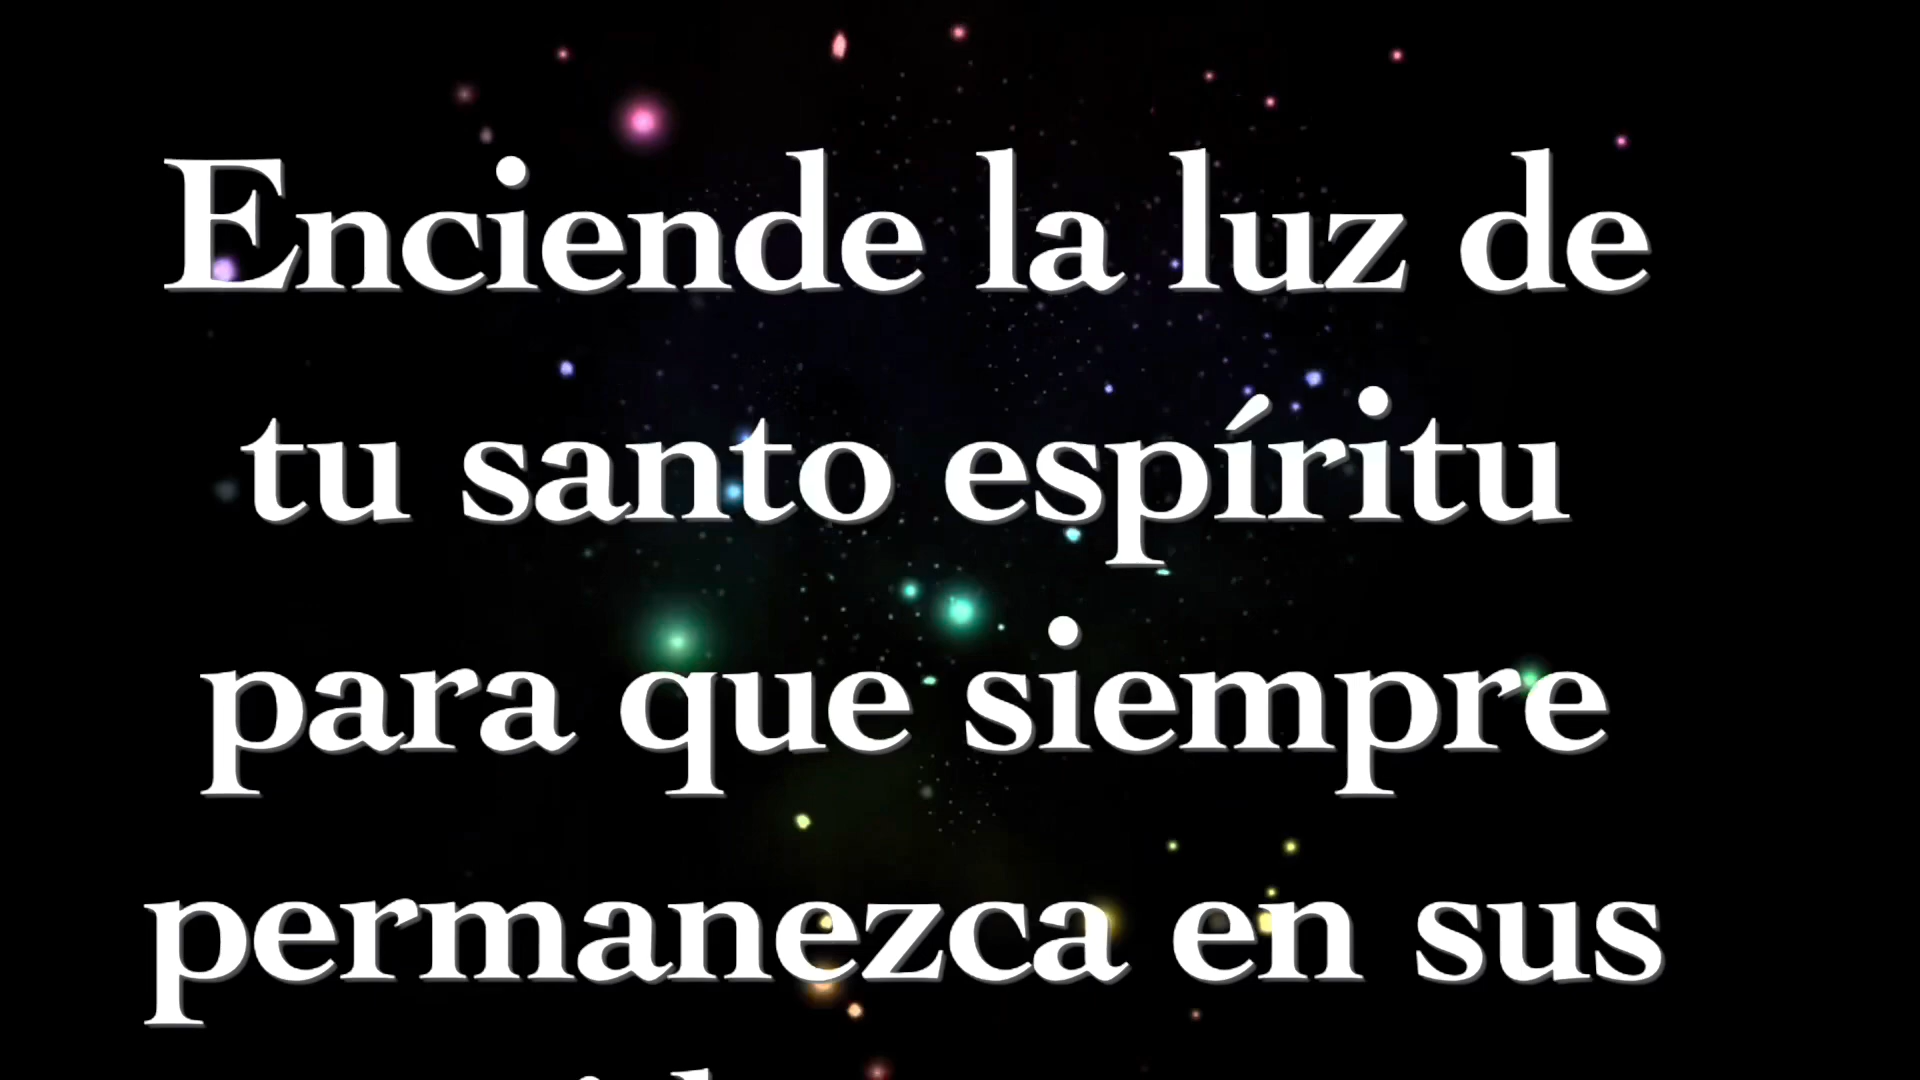 Enciende la luz de
tu santo espíritu
para que siempre
permanezca en sus